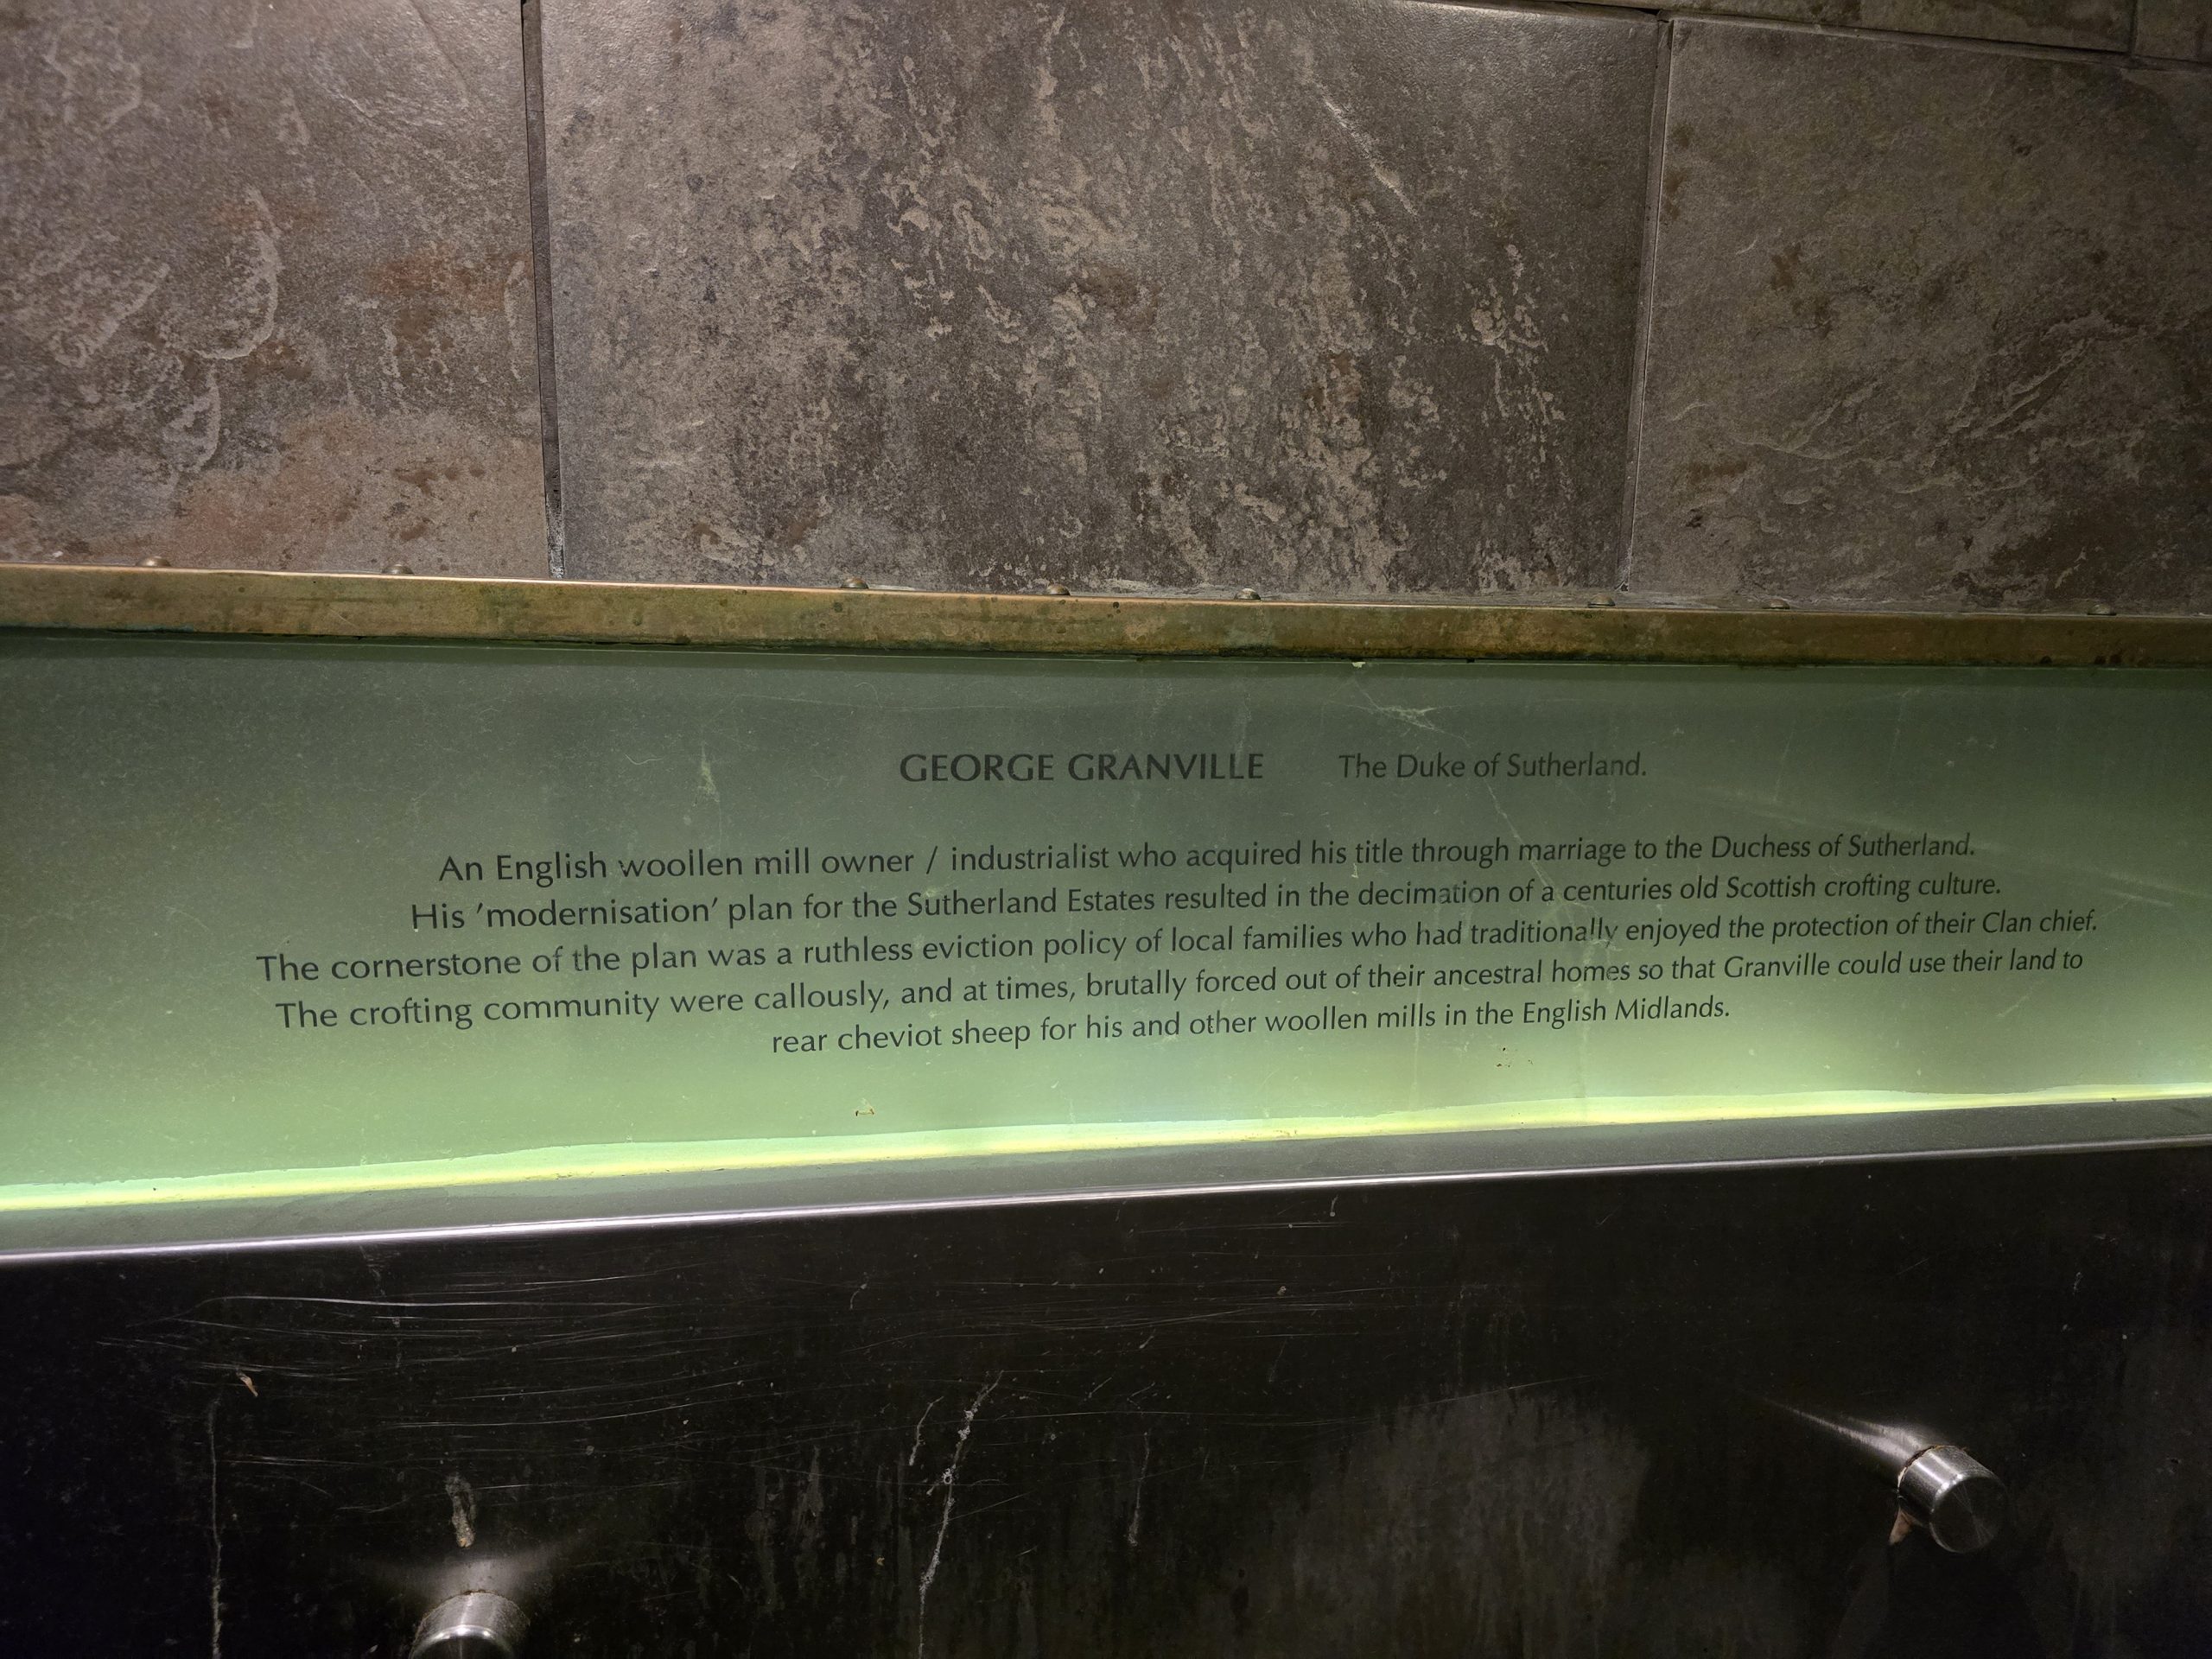 GEORGE GRANVILLE The Duke of Sutherland.
An English woollen mill owner / industrialist who acquired his title through marriage to the Duchess of Sutherland.
His 'modernisation' plan for the Sutherland Estates resulted in the decimation of a centuries old Scottish crofting culture.
The cornerstone of the plan was a ruthless eviction policy of local families who had traditionally enjoyed the protection of their Clan chief.
The crofting community were callously, and at times, brutally forced out of their ancestral homes so that Granville could use their land to
rear cheviot sheep for his and other woollen mills in the English Midlands.